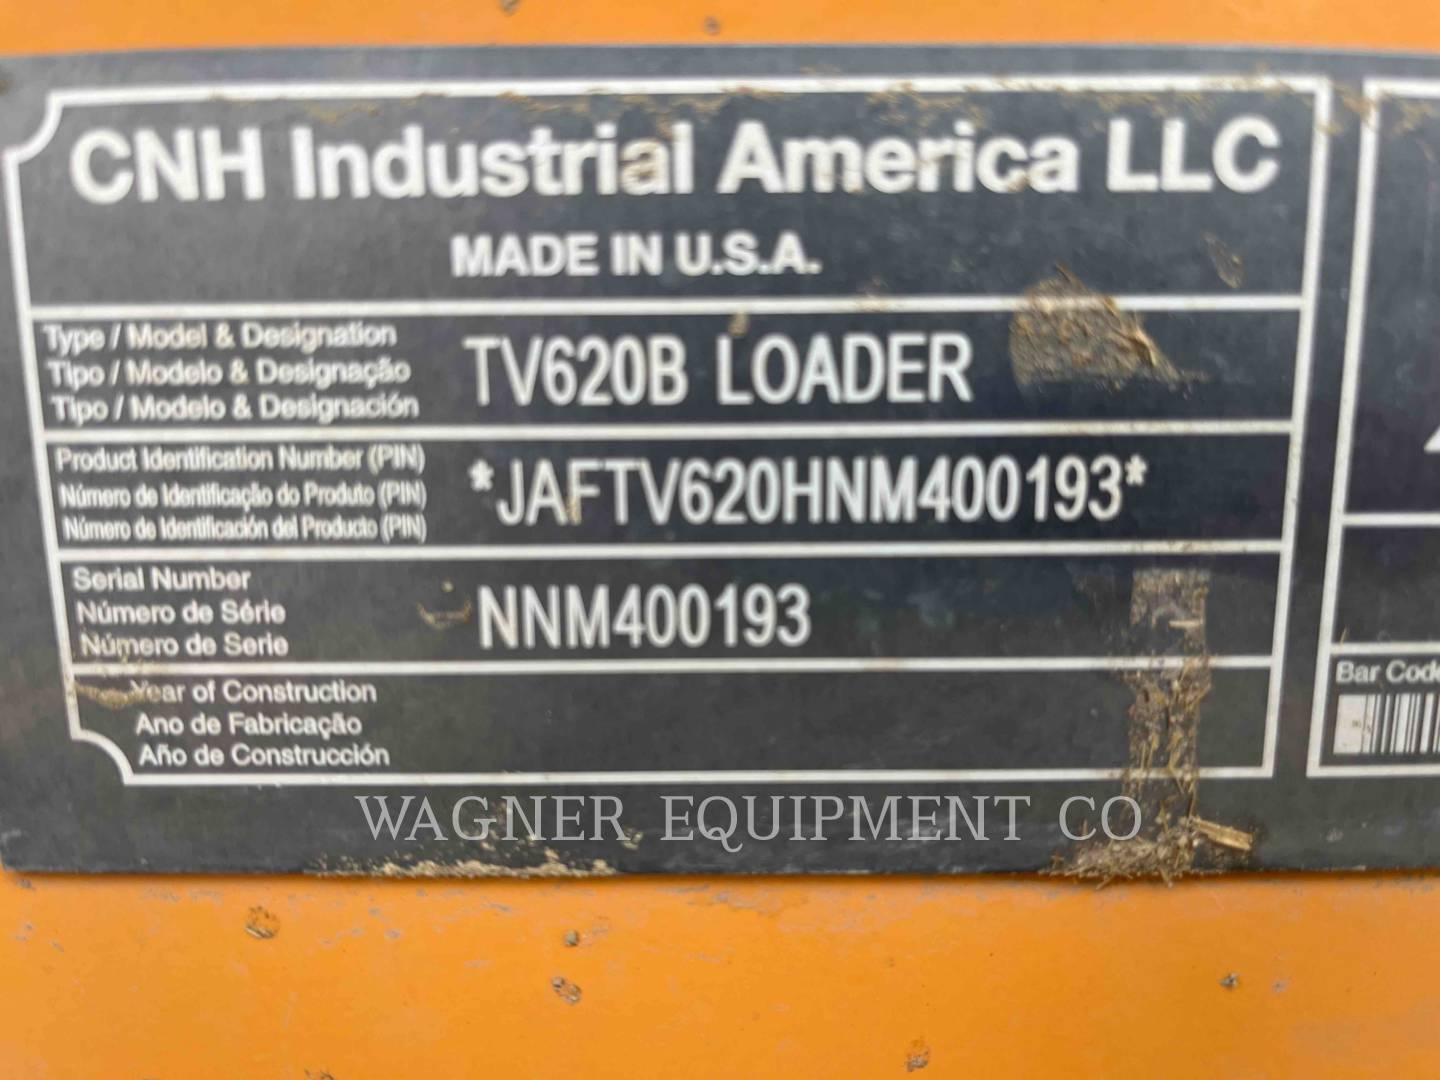 CNH Industrial America LLC
MADE IN U.S.A.
Type / Model & Designation
Tipo / Modelo & Designação
Tipo / Modelo & Designación
TV620B LOADER
Product Identification Number (PIN)
Número de Identificação do Produto (PIN)
Número de Identificación del Producto (PIN)
*JAFTV620HNM400193*
Serial Number
Número de Série
Número de Serie
NNM400193
Year of Construction
Ano de Fabricação
Año de Construcción
Bar Code
WAGNER EQUIPMENT CO